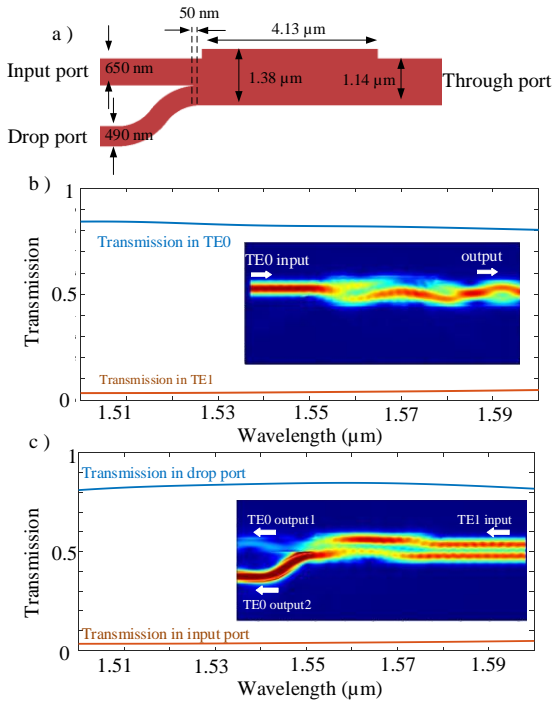 a )
50 nm
4.13 µm
Input port
650 nm
1.38 µm
1.14 µm
Through port
Drop port
490 nm
b )
1
Transmission in TE0
TE0 input
output
Transmission
0.5
Transmission in TE1
0
1.51
1.53
1.55
1.57
1.59
Wavelength (µm)
c )
1
Transmission in drop port
TE0 output1
TE1 input
Transmission
0.5
TE0 output2
Transmission in input port
0
1.51
1.53
1.55
1.57
1.59
Wavelength (µm)